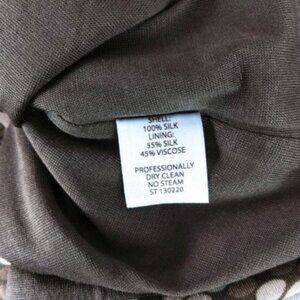 SHELL:
100% SILK
LINING:
55% SILK
45% VISCOSE
PROFESSIONALLY
DRY CLEAN
NO STEAM
ST 130220